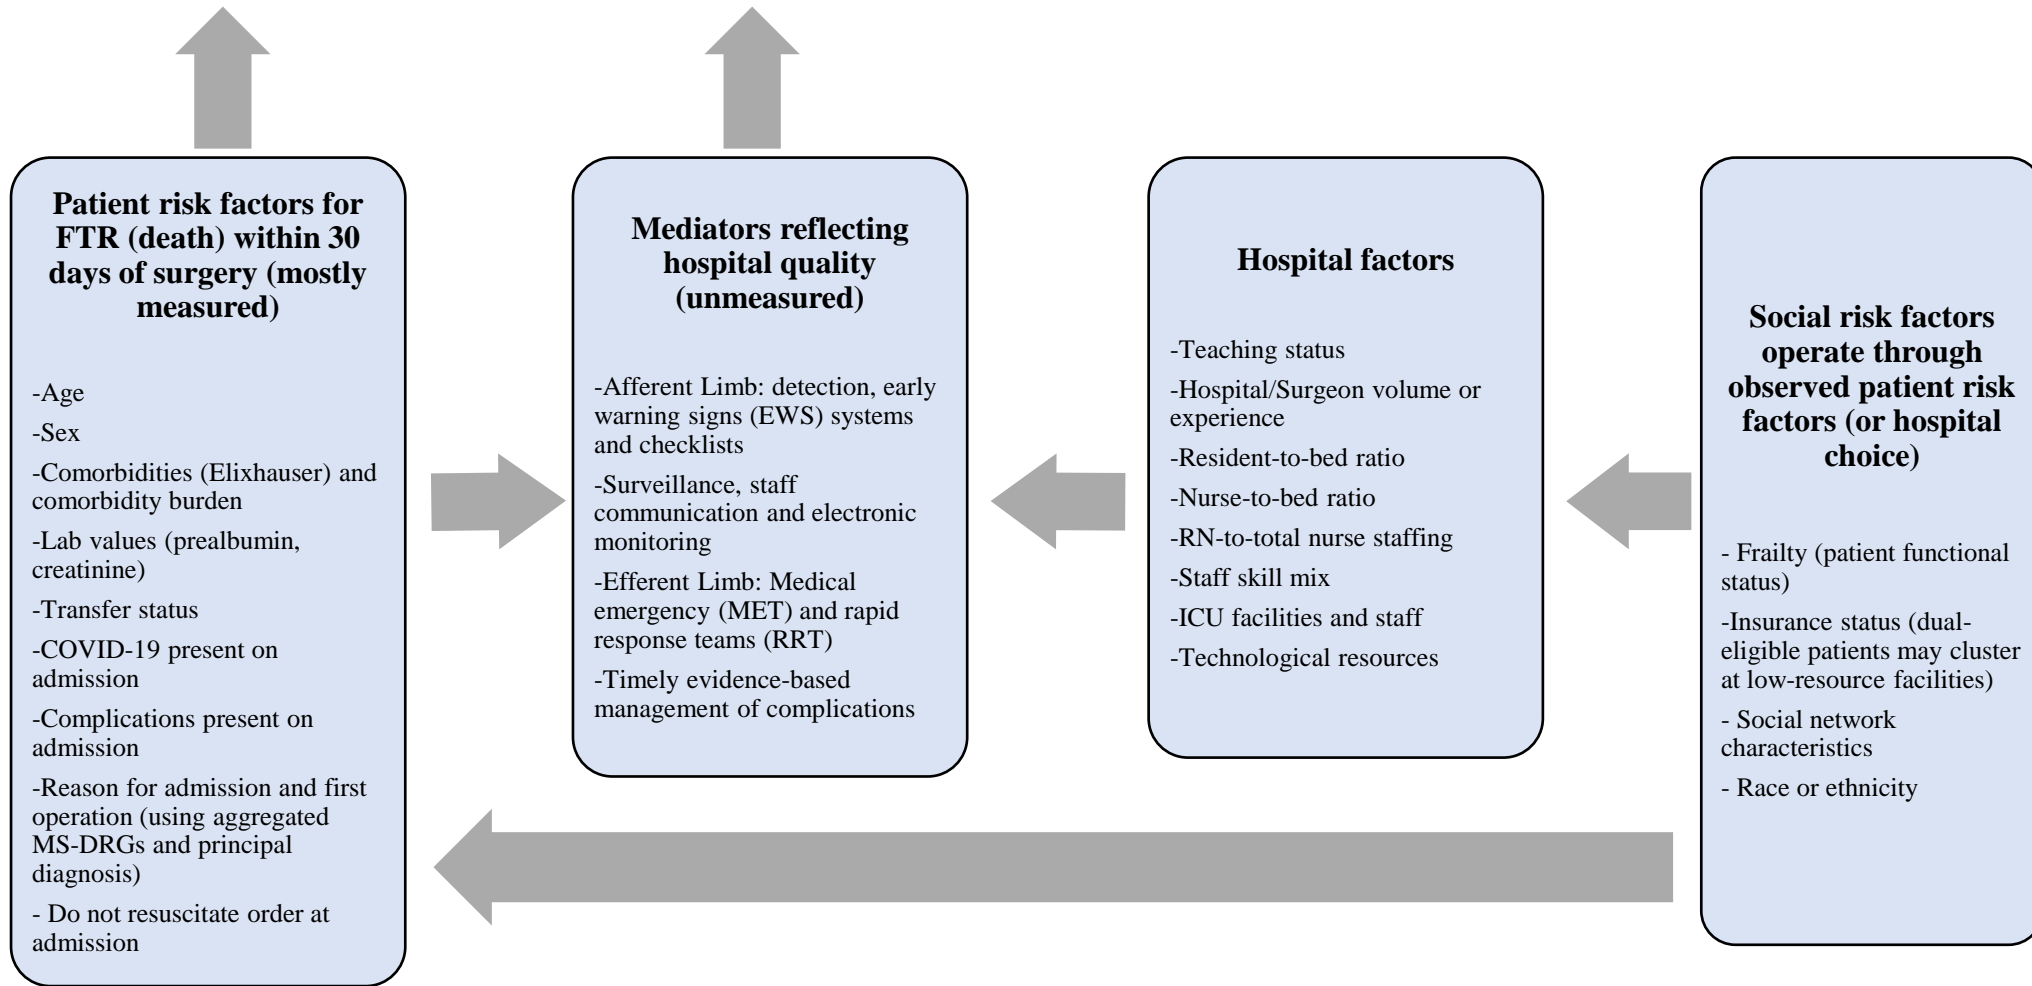 Patient risk factors for
FTR (death) within 30
days of surgery (mostly
measured)
-Age
-Sex
-Comorbidities (Elixhauser) and
comorbidity burden
-Lab values (prealbumin,
creatinine)
-Transfer status
-COVID-19 present on
admission
-Complications present on
admission
-Reason for admission and first
operation (using aggregated
MS-DRGs and principal
diagnosis)
- Do not resuscitate order at
admission
Mediators reflecting
hospital quality
(unmeasured)
-Afferent Limb: detection, early
warning signs (EWS) systems
and checklists
-Surveillance, staff
communication and electronic
monitoring
-Efferent Limb: Medical
emergency (MET) and rapid
response teams (RRT)
-Timely evidence-based
management of complications
Hospital factors
-Teaching status
-Hospital/Surgeon volume or
experience
-Resident-to-bed ratio
-Nurse-to-bed ratio
-RN-to-total nurse staffing
-Staff skill mix
-ICU facilities and staff
-Technological resources
Social risk factors
operate through
observed patient risk
factors (or hospital
choice)
- Frailty (patient functional
status)
-Insurance status (dual-
eligible patients may cluster
at low-resource facilities)
- Social network
characteristics
- Race or ethnicity